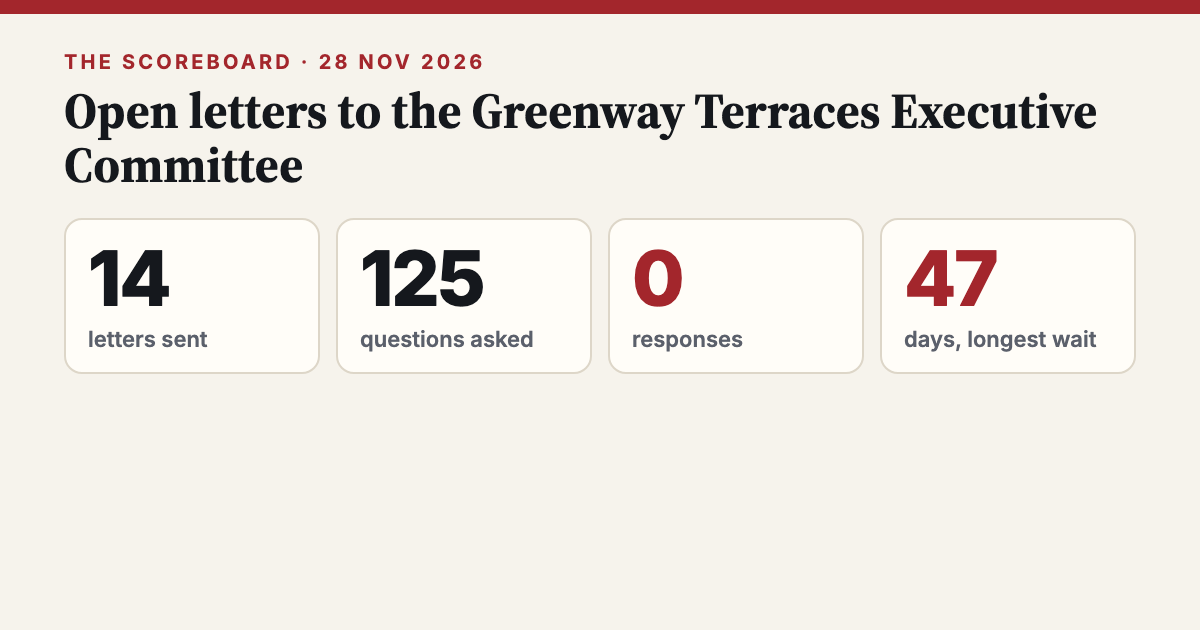 THE SCOREBOARD · 28 NOV 2026
Open letters to the Greenway Terraces Executive
Committee
14
letters sent
125
questions asked
0
responses
47
days, longest wait